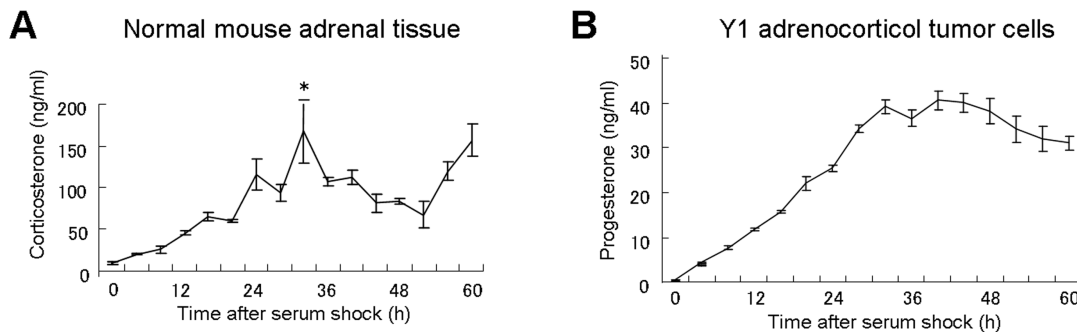 A Normal mouse adrenal tissue
Corticosterone (ng/ml)
200
150
100
50
0
*
0 12 24 36 48 60
Time after serum shock (h)
B Y1 adrenocorticol tumor cells
Progesterone (ng/ml)
50
40
30
20
10
0
0 12 24 36 48 60
Time after serum shock (h)